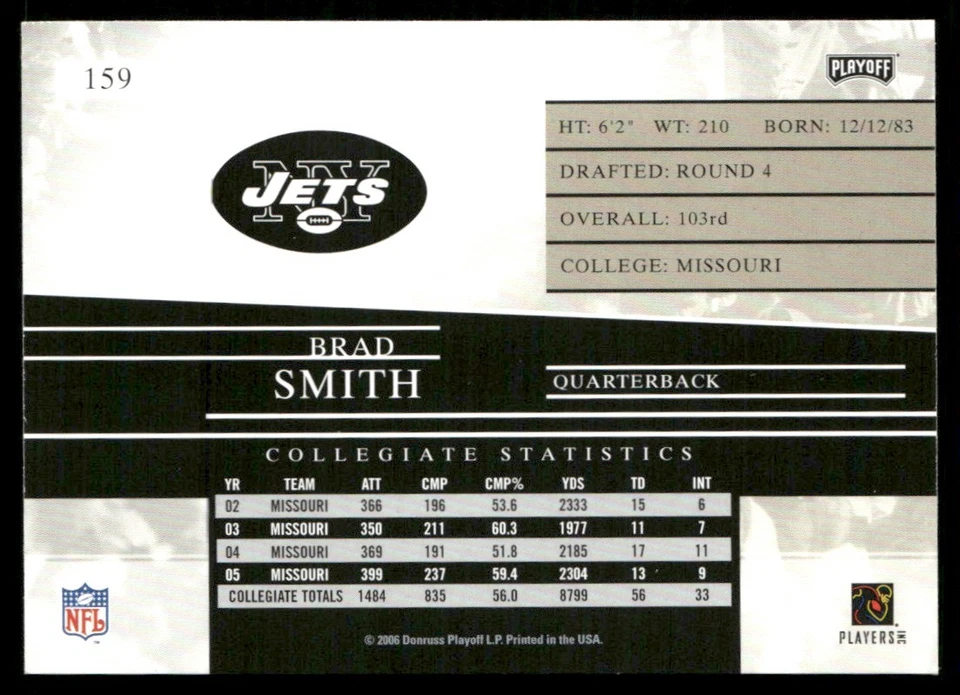 159
PLAYOFF
HT: 6'2" WT: 210 BORN: 12/12/83
NY
JETS
DRAFTED: ROUND 4
OVERALL: 103rd
COLLEGE: MISSOURI
BRAD
SMITH
QUARTERBACK
COLLEGIATE STATISTICS
YR TEAM ATT CMP CMP% YDS TD INT
02 MISSOURI 366 196 53.6 2333 15 6
03 MISSOURI 350 211 60.3 1977 11 7
04 MISSOURI 369 191 51.8 2185 17 11
05 MISSOURI 399 237 59.4 2304 13 9
COLLEGIATE TOTALS 1484 835 56.0 8799 56 33
NFL
PLAYERS INC
© 2006 Donruss Playoff L.P. Printed in the USA.